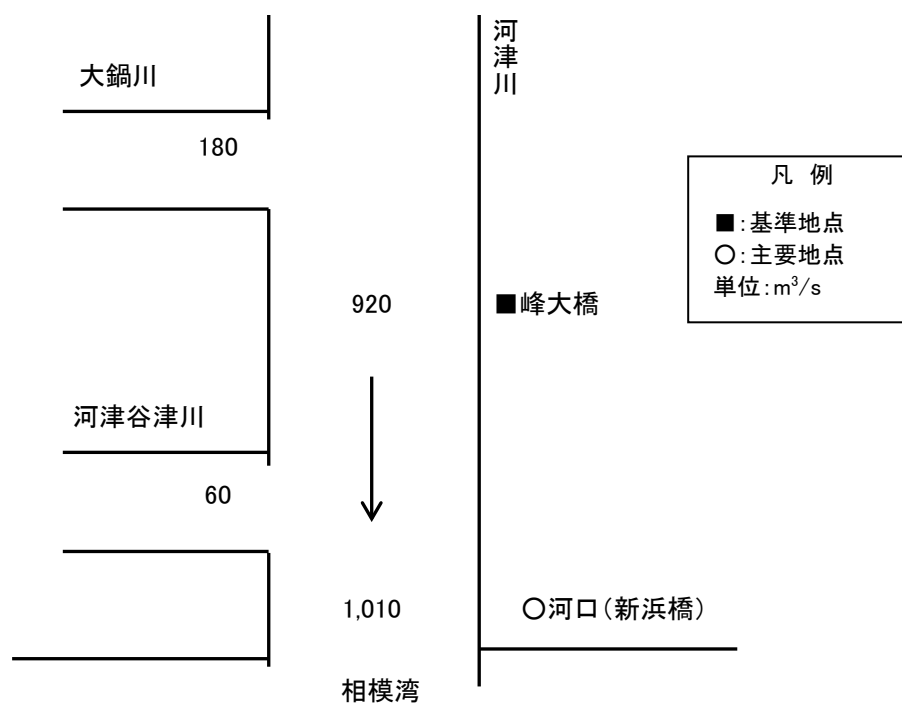 河津川
大鍋川
180
凡 例
■:基準地点
○:主要地点
単位:m³/s
920
■峰大橋
河津谷津川
60
1,010
○河口(新浜橋)
相模湾